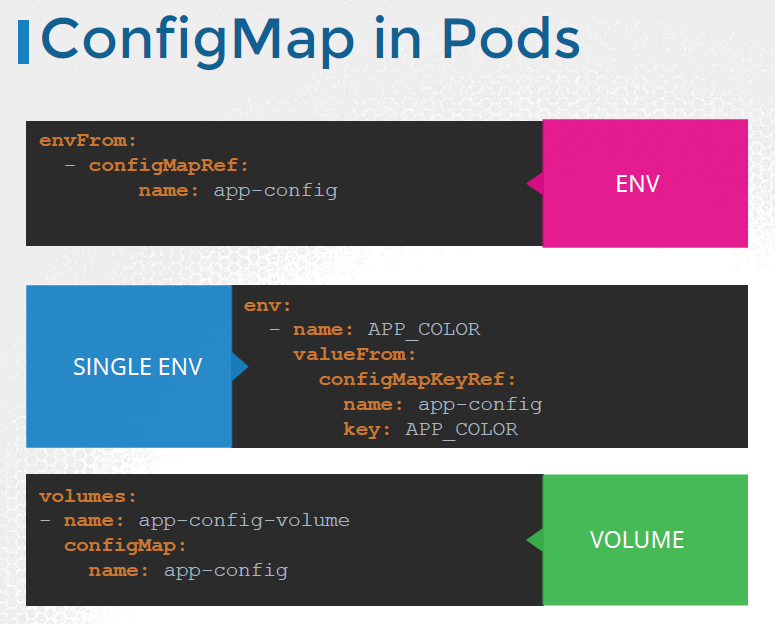 ConfigMap in Pods
envFrom:
  - configMapRef:
        name: app-config
ENV
SINGLE ENV
env:
  - name: APP_COLOR
    valueFrom:
      configMapKeyRef:
        name: app-config
        key: APP_COLOR
volumes:
- name: app-config-volume
  configMap:
    name: app-config
VOLUME